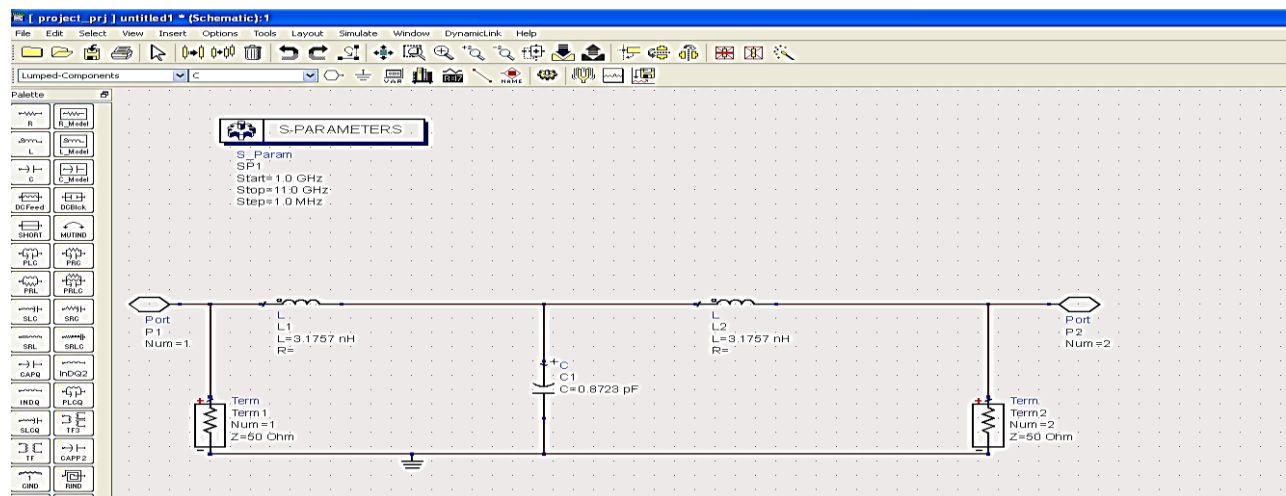 [ project_prj ] untitled1 * (Schematic):1
File Edit Select View Insert Options Tools Layout Simulate Window DynamicLink Help
Lumped-Components C
VAR
NAME
Palette
R R_Model
L L_Model
C C_Model
DCFeed DCBlck
SHORT MUTIND
PLC PRC
PRL PRLC
SLC SRC
SRL SRLC
CAPQ InDQ2
INDQ PLCQ
SLCQ TF3
TF CAPP2
CIND RIND
S-PARAMETERS
S_Param
SP1
Start=1.0 GHz
Stop=11.0 GHz
Step=1.0 MHz
Port
P1
Num=1
L
L1
L=3.1757 nH
R=
L
L2
L=3.1757 nH
R=
Port
P2
Num=2
C
C1
C=0.8723 pF
Term
Term1
Num=1
Z=50 Ohm
Term
Term2
Num=2
Z=50 Ohm